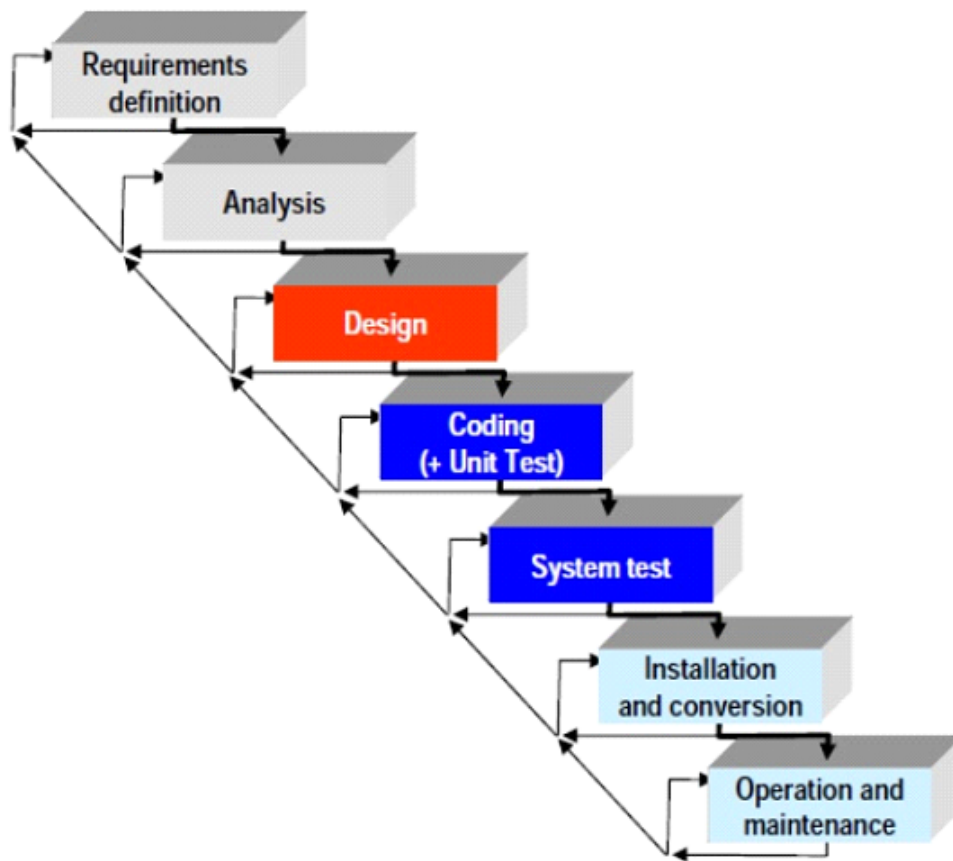 Requirements
definition
Analysis
Design
Coding
(+ Unit Test)
System test
Installation
and conversion
Operation and
maintenance